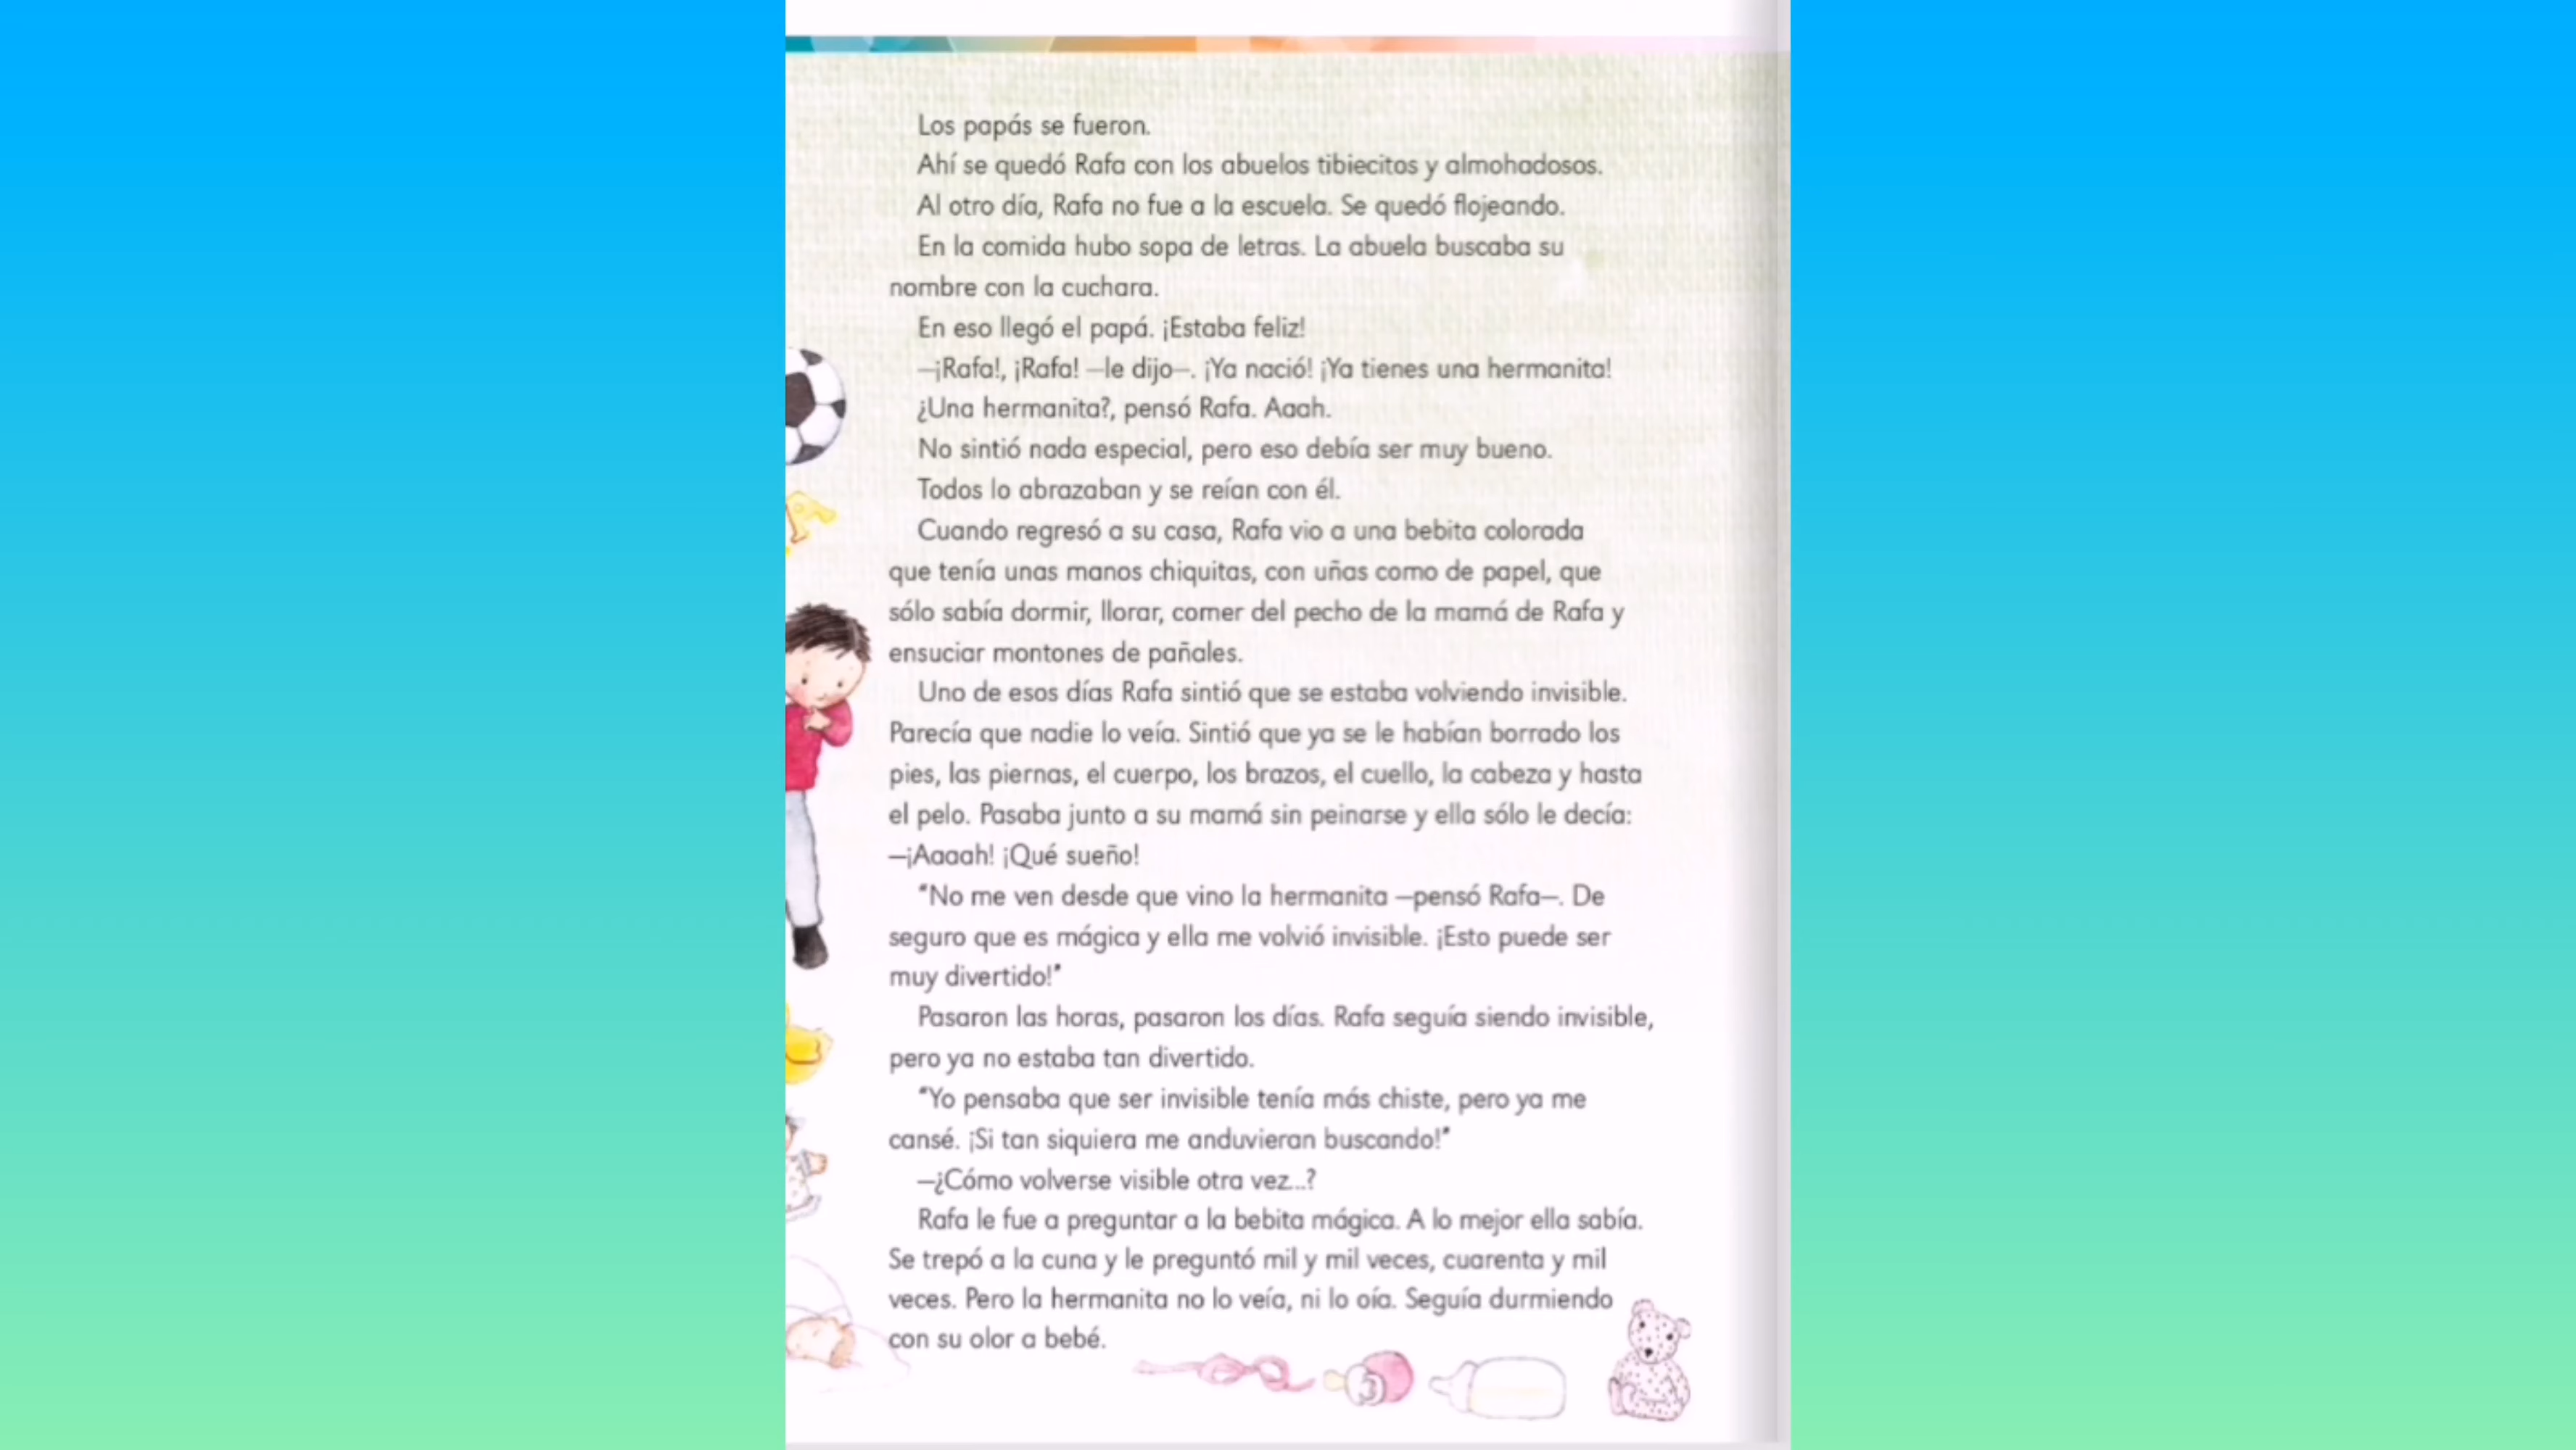 Los papás se fueron.
Ahí se quedó Rafa con los abuelos tibiecitos y almohadosos.
Al otro día, Rafa no fue a la escuela. Se quedó flojeando.
En la comida hubo sopa de letras. La abuela buscaba su
nombre con la cuchara.
En eso llegó el papá. ¡Estaba feliz!
—¡Rafa!, ¡Rafa! —le dijo—. ¡Ya nació! ¡Ya tienes una hermanita!
¿Una hermanita?, pensó Rafa. Aaah.
No sintió nada especial, pero eso debía ser muy bueno.
Todos lo abrazaban y se reían con él.
Cuando regresó a su casa, Rafa vio a una bebita colorada
que tenía unas manos chiquitas, con uñas como de papel, que
sólo sabía dormir, llorar, comer del pecho de la mamá de Rafa y
ensuciar montones de pañales.
Uno de esos días Rafa sintió que se estaba volviendo invisible.
Parecía que nadie lo veía. Sintió que ya se le habían borrado los
pies, las piernas, el cuerpo, los brazos, el cuello, la cabeza y hasta
el pelo. Pasaba junto a su mamá sin peinarse y ella sólo le decía:
—¡Aaaah! ¡Qué sueño!
“No me ven desde que vino la hermanita —pensó Rafa—. De
seguro que es mágica y ella me volvió invisible. ¡Esto puede ser
muy divertido!”
Pasaron las horas, pasaron los días. Rafa seguía siendo invisible,
pero ya no estaba tan divertido.
“Yo pensaba que ser invisible tenía más chiste, pero ya me
cansé. ¡Si tan siquiera me anduvieran buscando!”
—¿Cómo volverse visible otra vez...?
Rafa le fue a preguntar a la bebita mágica. A lo mejor ella sabía.
Se trepó a la cuna y le preguntó mil y mil veces, cuarenta y mil
veces. Pero la hermanita no lo veía, ni lo oía. Seguía durmiendo
con su olor a bebé.